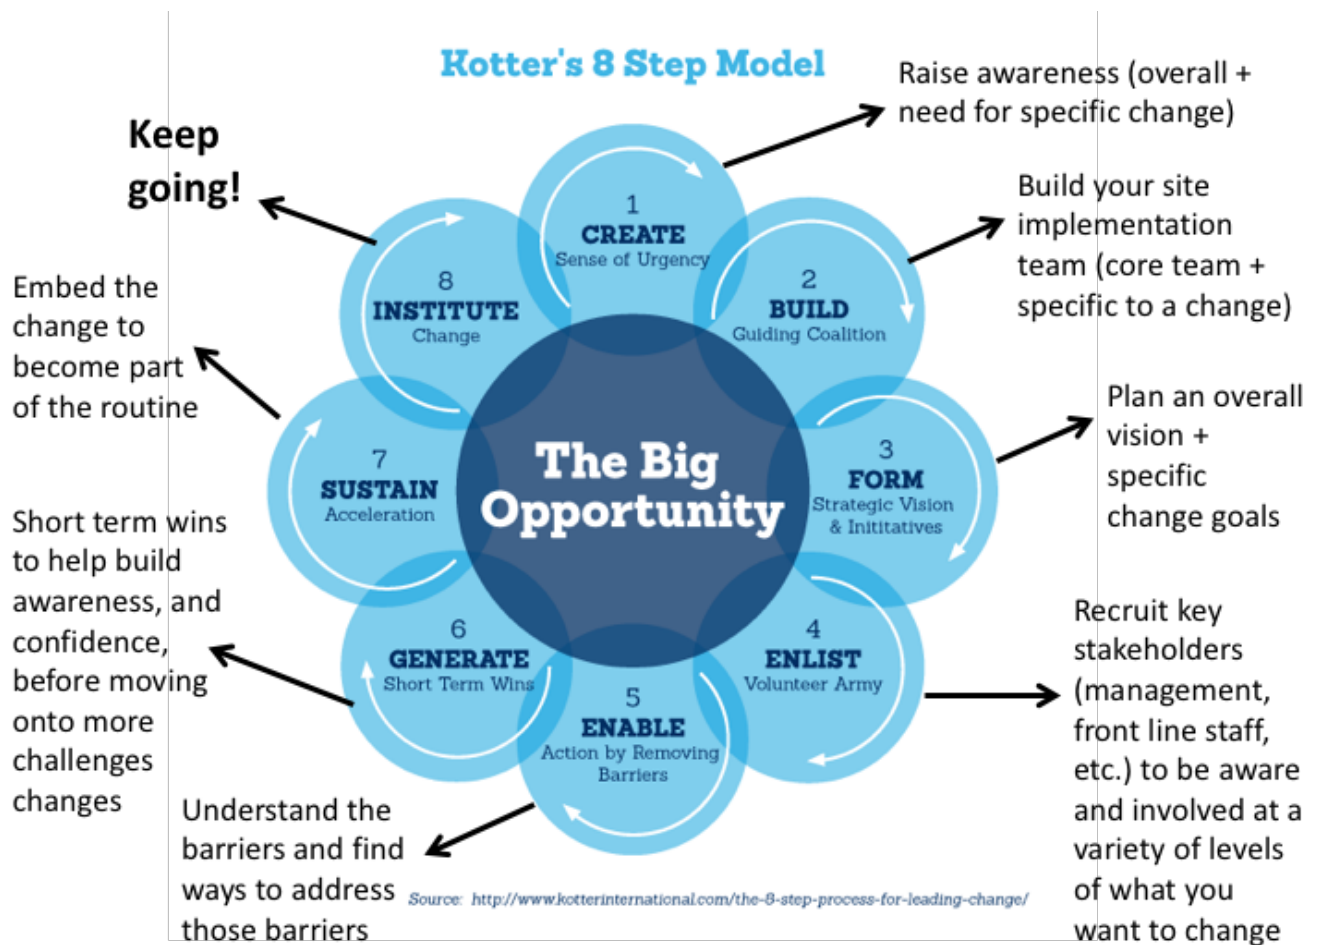 Kotter's 8 Step Model
Raise awareness (overall +
need for specific change)
Keep
going!
1
CREATE
Sense of Urgency
Build your site
implementation
team (core team +
specific to a change)
2
BUILD
Guiding Coalition
8
INSTITUTE
Change
Embed the
change to
become part
of the routine
Plan an overall
vision +
specific
change goals
3
FORM
Strategic Vision
& Inititatives
The Big
Opportunity
7
SUSTAIN
Acceleration
Short term wins
to help build
awareness, and
confidence,
before moving
onto more
challenges
changes
4
ENLIST
Volunteer Army
Recruit key
stakeholders
(management,
front line staff,
etc.) to be aware
and involved at a
variety of levels
of what you
want to change
6
GENERATE
Short Term Wins
5
ENABLE
Action by Removing
Barriers
Understand the
barriers and find
ways to address
those barriers
Source: http://www.kotterinternational.com/the-8-step-process-for-leading-change/